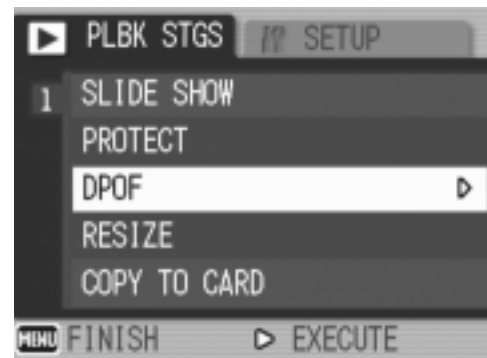 PLBK STGS SETUP
1 SLIDE SHOW
PROTECT
DPOF
RESIZE
COPY TO CARD
MENU FINISH EXECUTE